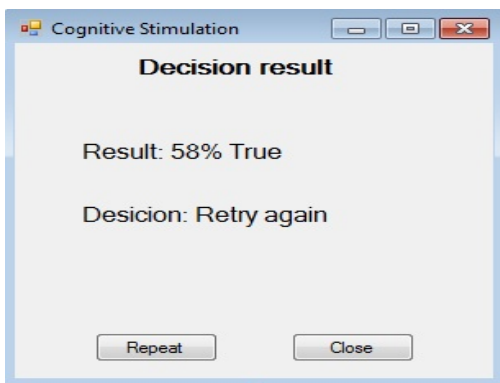 Cognitive Stimulation
Decision result
Result: 58% True
Desicion: Retry again
Repeat Close